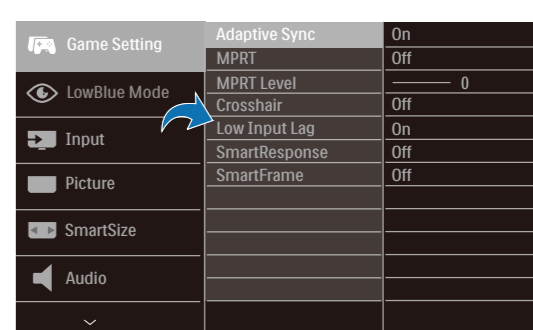 Game Setting
LowBlue Mode
Input
Picture
SmartSize
Audio
Adaptive Sync On
MPRT Off
MPRT Level 0
Crosshair Off
Low Input Lag On
SmartResponse Off
SmartFrame Off